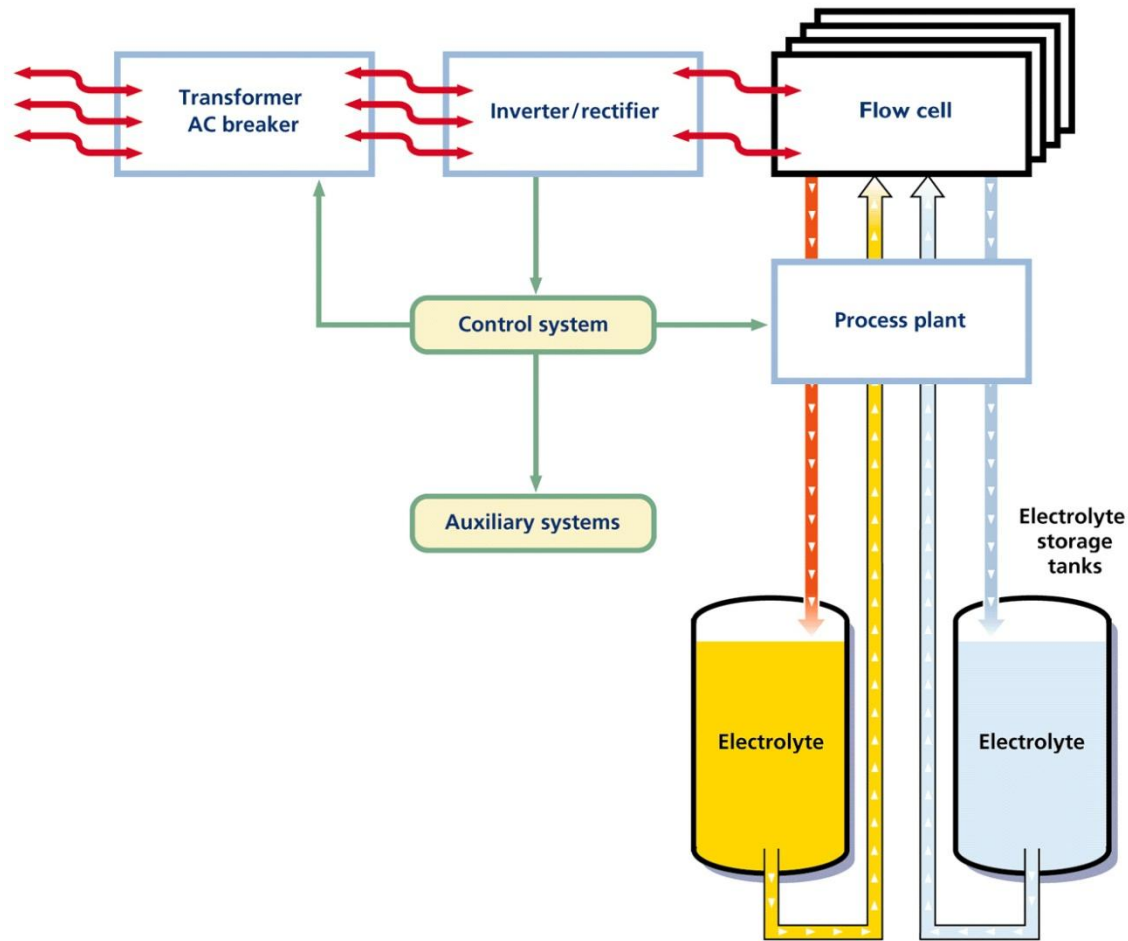 Transformer
AC breaker
Inverter/rectifier
Flow cell
Control system
Process plant
Auxiliary systems
Electrolyte
storage
tanks
Electrolyte
Electrolyte